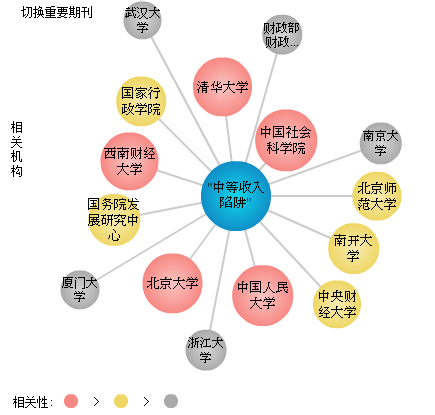 切换重要期刊
武汉大
学
财政部
财政...
清华大学
国家行
政学院
中国社会
科学院
南京大
学
相
关
机
构
西南财经
大学
"中等收入
陷阱"
北京师
范大学
国务院发
展研究中
心
南开大
学
厦门大
学
北京大学
中国人民
大学
中央财
经大学
浙江大
学
相关性: > >